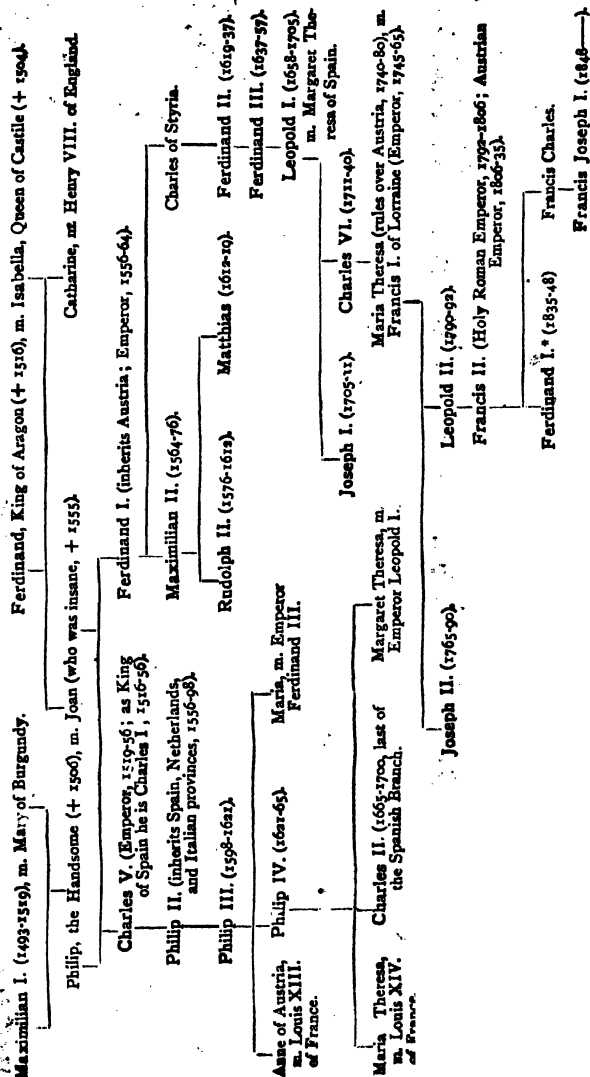 Maximilian I. (1493-1519), m. Mary of Burgundy.
Ferdinand, King of Aragon (+ 1516), m. Isabella, Queen of Castile (+ 1504).
Philip, the Handsome (+ 1506), m. Joan (who was insane, + 1555).
Catharine, m. Henry VIII. of England.
Charles V. (Emperor, 1519-56; as King
of Spain he is Charles I, 1516-56).
Ferdinand I. (inherits Austria; Emperor, 1556-64).
Philip II. (inherits Spain, Netherlands,
and Italian provinces, 1556-98).
Maximilian II. (1564-76).
Charles of Styria.
Philip III. (1598-1621).
Rudolph II. (1576-1612).
Matthias (1612-19).
Ferdinand II. (1619-37).
Ferdinand III. (1637-57).
Anne of Austria,
m. Louis XIII.
of France.
Philip IV. (1621-65).
Maria, m. Emperor
Ferdinand III.
Leopold I. (1658-1705).
m. Margaret The-
resa of Spain.
Joseph I. (1705-11).
Charles VI. (1711-40).
Maria Theresa,
m. Louis XIV.
of France.
Charles II. (1665-1700, last of
the Spanish Branch.
Margaret Theresa, m.
Emperor Leopold I.
Maria Theresa (rules over Austria, 1740-80), m.
Francis I. of Lorraine (Emperor, 1745-65).
Joseph II. (1765-90).
Leopold II. (1790-92).
Francis II. (Holy Roman Emperor, 1792-1806; Austrian
Emperor, 1806-35).
Ferdinand I.* (1835-48)
Francis Charles.
Francis Joseph I. (1848——).